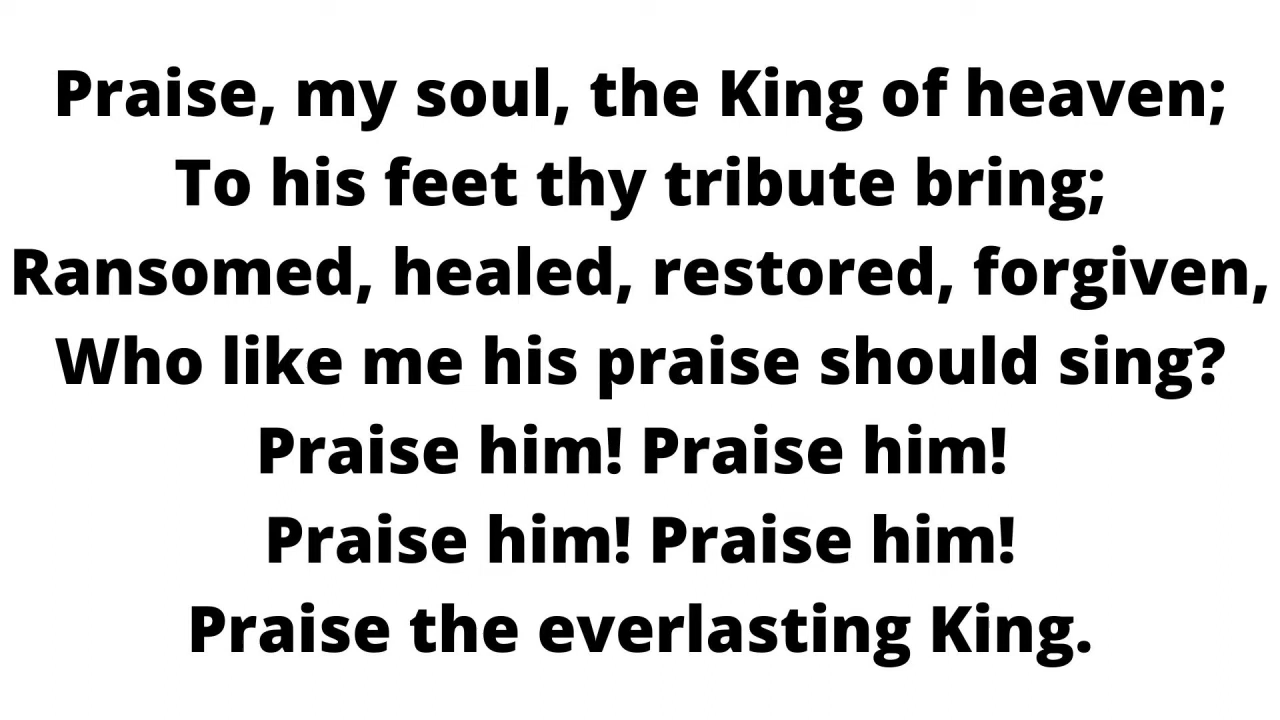 Praise, my soul, the King of heaven;
To his feet thy tribute bring;
Ransomed, healed, restored, forgiven,
Who like me his praise should sing?
Praise him! Praise him!
Praise him! Praise him!
Praise the everlasting King.